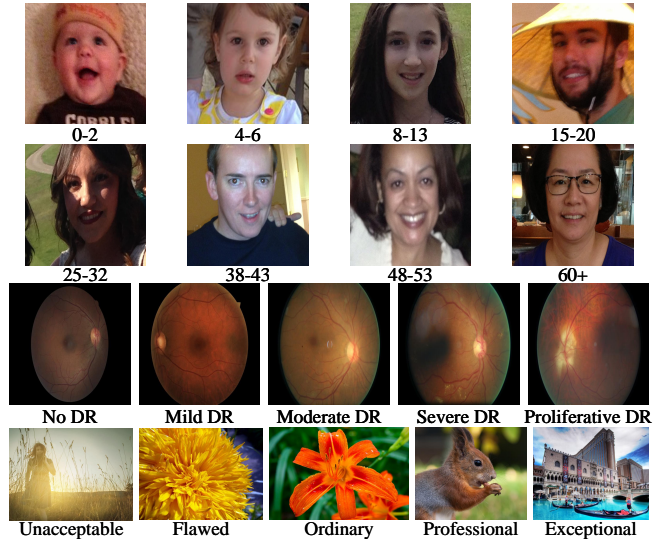 COBBLE!
0-2
4-6
8-13
15-20
25-32
38-43
48-53
60+
No DR
Mild DR
Moderate DR
Severe DR
Proliferative DR
Unacceptable
Flawed
Ordinary
Professional
Exceptional